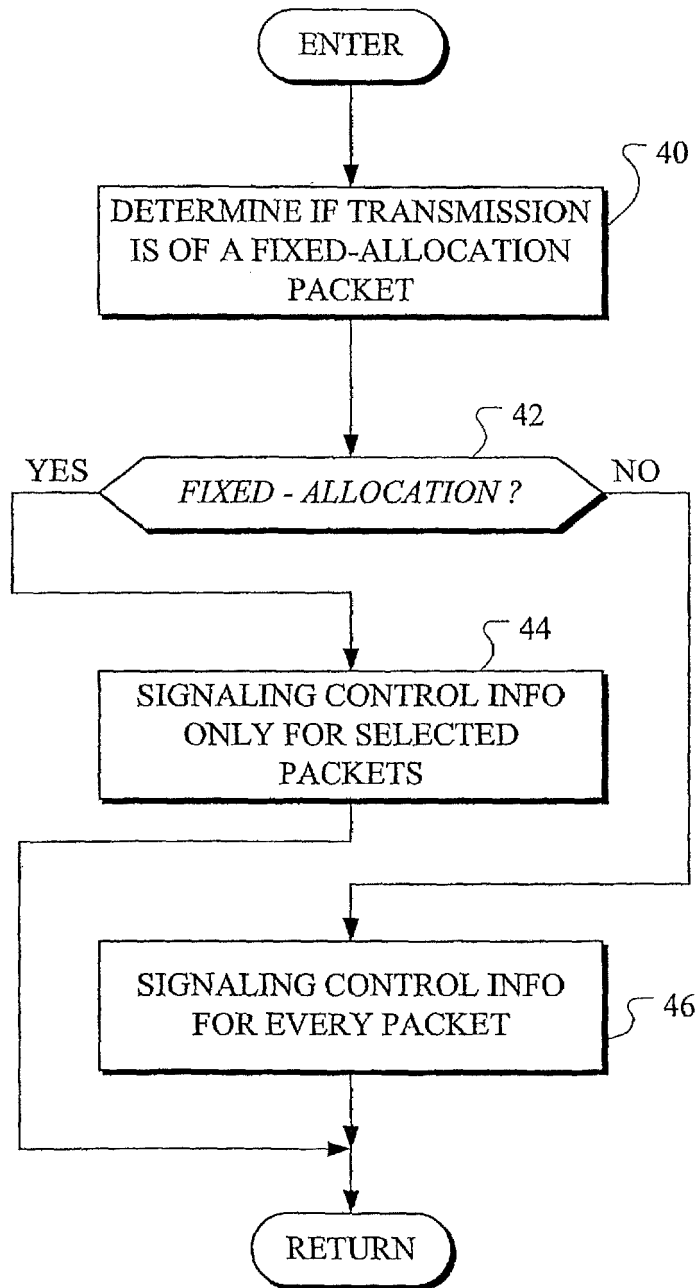 ENTER
40
DETERMINE IF TRANSMISSION
IS OF A FIXED-ALLOCATION
PACKET
42
YES
FIXED - ALLOCATION ?
NO
44
SIGNALING CONTROL INFO
ONLY FOR SELECTED
PACKETS
SIGNALING CONTROL INFO
FOR EVERY PACKET
46
RETURN